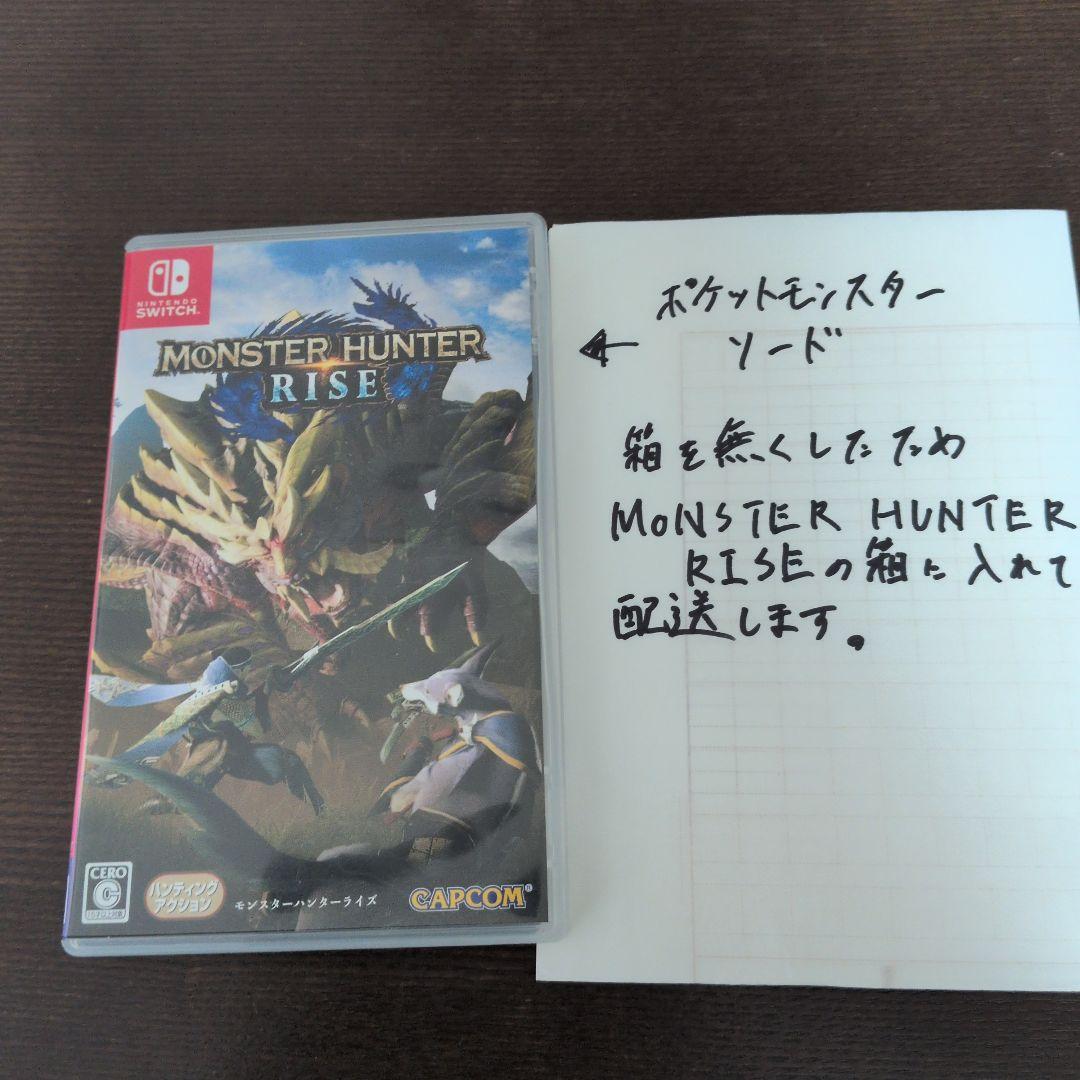 NINTENDO
SWITCH
MONSTER HUNTER
RISE
CERO
C
ハンティング
アクション
モンスターハンターライズ
CAPCOM
ポケットモンスター
← ソード
箱を無くしたため
MONSTER HUNTER
RISEの箱に入れて
配送します。